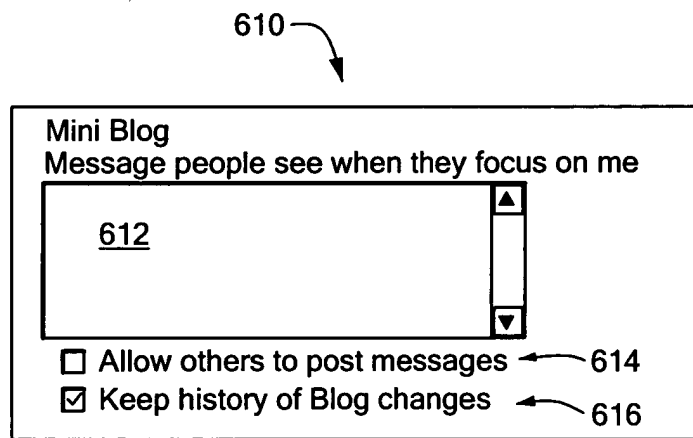 610
Mini Blog
Message people see when they focus on me
612
Allow others to post messages 614
Keep history of Blog changes 616